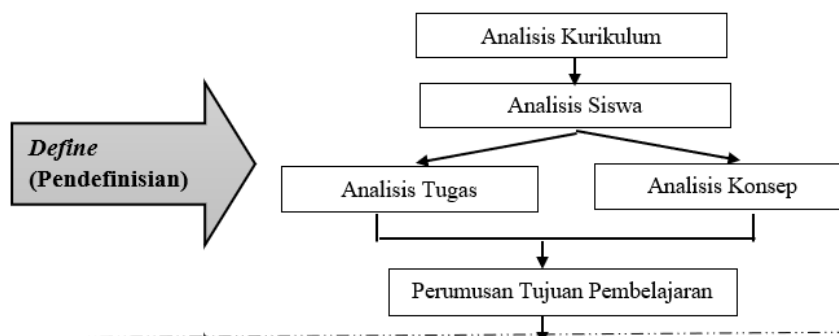 Analisis Kurikulum
Analisis Siswa
Define
(Pendefinisian)
Analisis Tugas
Analisis Konsep
Perumusan Tujuan Pembelajaran